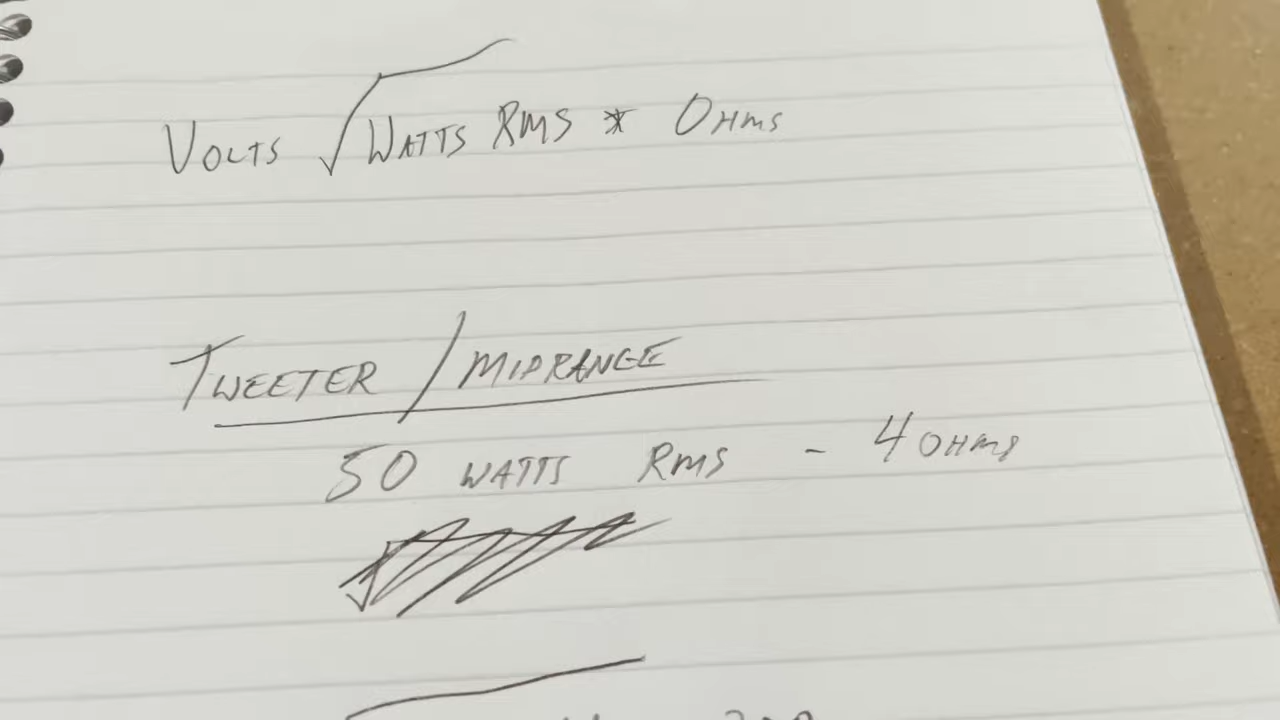 VOLTS √WATTS RMS * OHMS
TWEETER / MIDRANGE
50 WATTS RMS - 4 OHMS